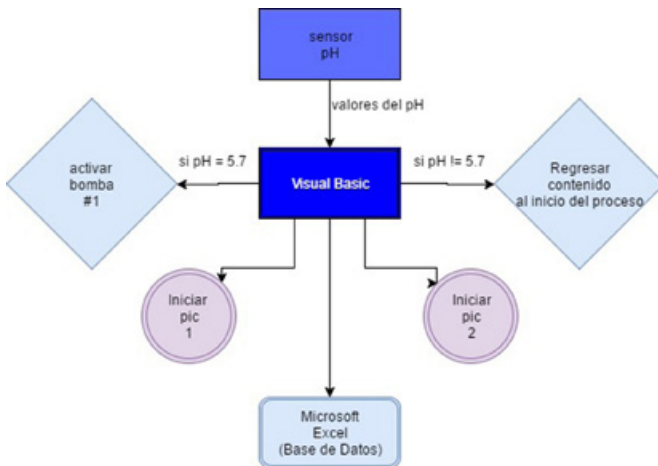 sensor
pH
valores del pH
activar
bomba
#1
si pH = 5.7
Visual Basic
si pH != 5.7
Regresar
contenido
al inicio del proceso
Iniciar
pic
1
Iniciar
pic
2
Microsoft
Excel
(Base de Datos)